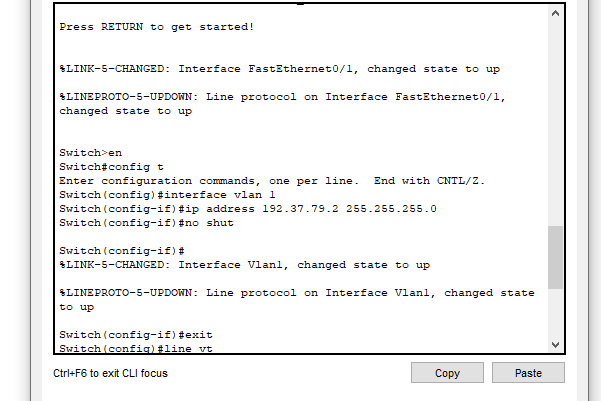 Press RETURN to get started!
%LINK-5-CHANGED: Interface FastEthernet0/1, changed state to up
%LINEPROTO-5-UPDOWN: Line protocol on Interface FastEthernet0/1,
changed state to up
Switch>en
Switch#config t
Enter configuration commands, one per line.  End with CNTL/Z.
Switch(config)#interface vlan 1
Switch(config-if)#ip address 192.37.79.2 255.255.255.0
Switch(config-if)#no shut
Switch(config-if)#
%LINK-5-CHANGED: Interface Vlan1, changed state to up
%LINEPROTO-5-UPDOWN: Line protocol on Interface Vlan1, changed state
to up
Switch(config-if)#exit
Switch(config)#line vt
Ctrl+F6 to exit CLI focus
Copy
Paste